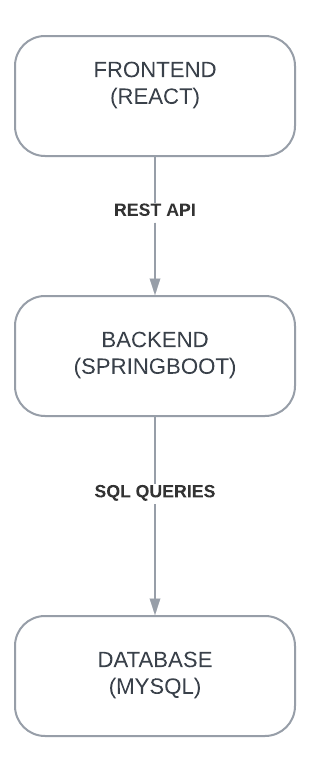 FRONTEND
(REACT)
REST API
BACKEND
(SPRINGBOOT)
SQL QUERIES
DATABASE
(MYSQL)